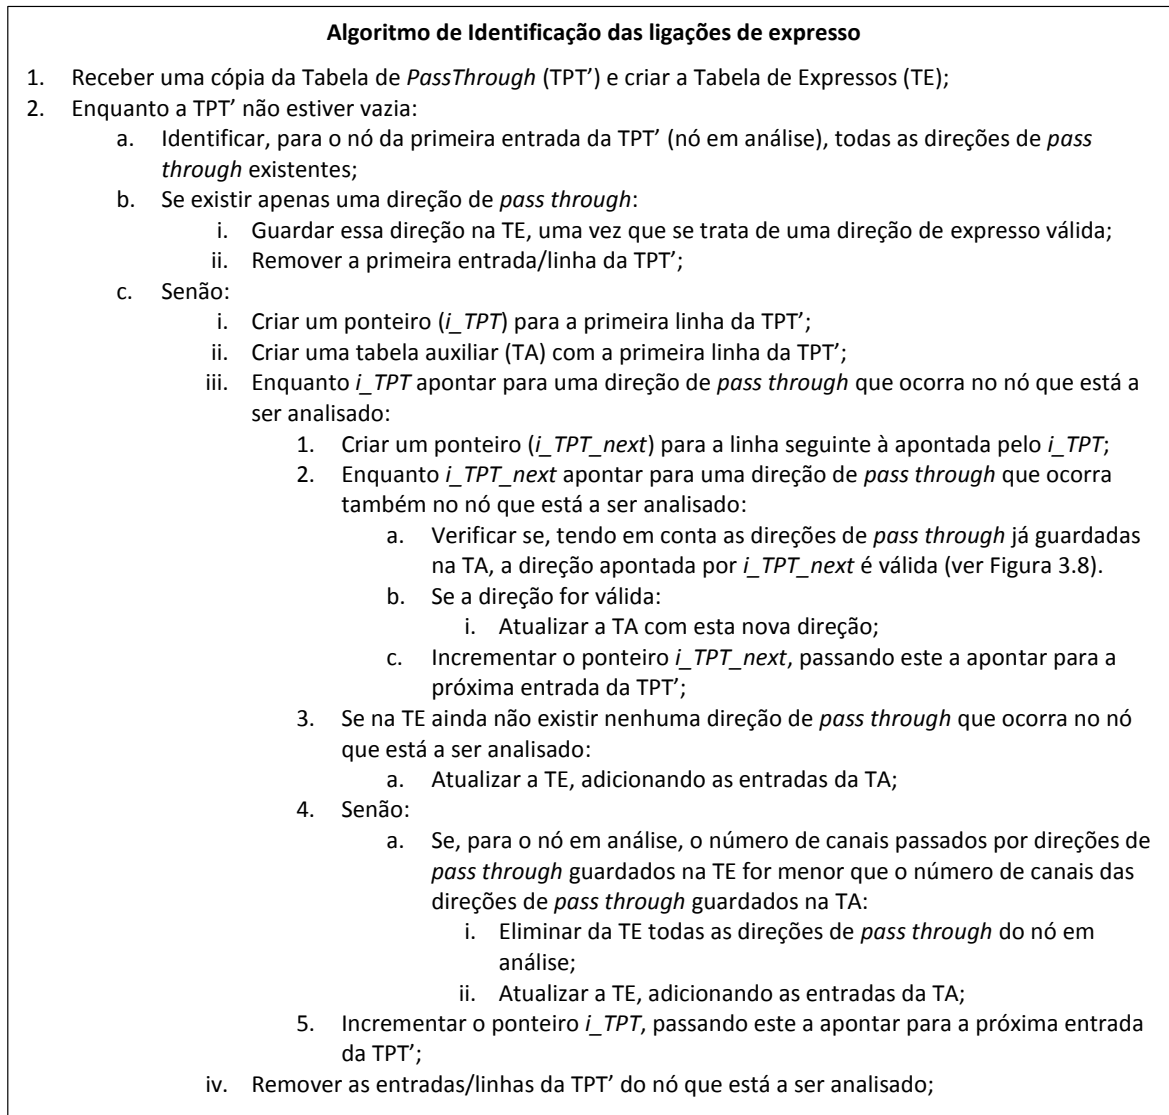 Algoritmo de Identificação das ligações de expresso
1. Receber uma cópia da Tabela de PassThrough (TPT’) e criar a Tabela de Expressos (TE);
2. Enquanto a TPT’ não estiver vazia:
a. Identificar, para o nó da primeira entrada da TPT’ (nó em análise), todas as direções de pass
through existentes;
b. Se existir apenas uma direção de pass through:
i. Guardar essa direção na TE, uma vez que se trata de uma direção de expresso válida;
ii. Remover a primeira entrada/linha da TPT’;
c. Senão:
i. Criar um ponteiro (i_TPT) para a primeira linha da TPT’;
ii. Criar uma tabela auxiliar (TA) com a primeira linha da TPT’;
iii. Enquanto i_TPT apontar para uma direção de pass through que ocorra no nó que está a
ser analisado:
1. Criar um ponteiro (i_TPT_next) para a linha seguinte à apontada pelo i_TPT;
2. Enquanto i_TPT_next apontar para uma direção de pass through que ocorra
também no nó que está a ser analisado:
a. Verificar se, tendo em conta as direções de pass through já guardadas
na TA, a direção apontada por i_TPT_next é válida (ver Figura 3.8).
b. Se a direção for válida:
i. Atualizar a TA com esta nova direção;
c. Incrementar o ponteiro i_TPT_next, passando este a apontar para a
próxima entrada da TPT’;
3. Se na TE ainda não existir nenhuma direção de pass through que ocorra no nó
que está a ser analisado:
a. Atualizar a TE, adicionando as entradas da TA;
4. Senão:
a. Se, para o nó em análise, o número de canais passados por direções de
pass through guardados na TE for menor que o número de canais das
direções de pass through guardados na TA:
i. Eliminar da TE todas as direções de pass through do nó em
análise;
ii. Atualizar a TE, adicionando as entradas da TA;
5. Incrementar o ponteiro i_TPT, passando este a apontar para a próxima entrada
da TPT’;
iv. Remover as entradas/linhas da TPT’ do nó que está a ser analisado;